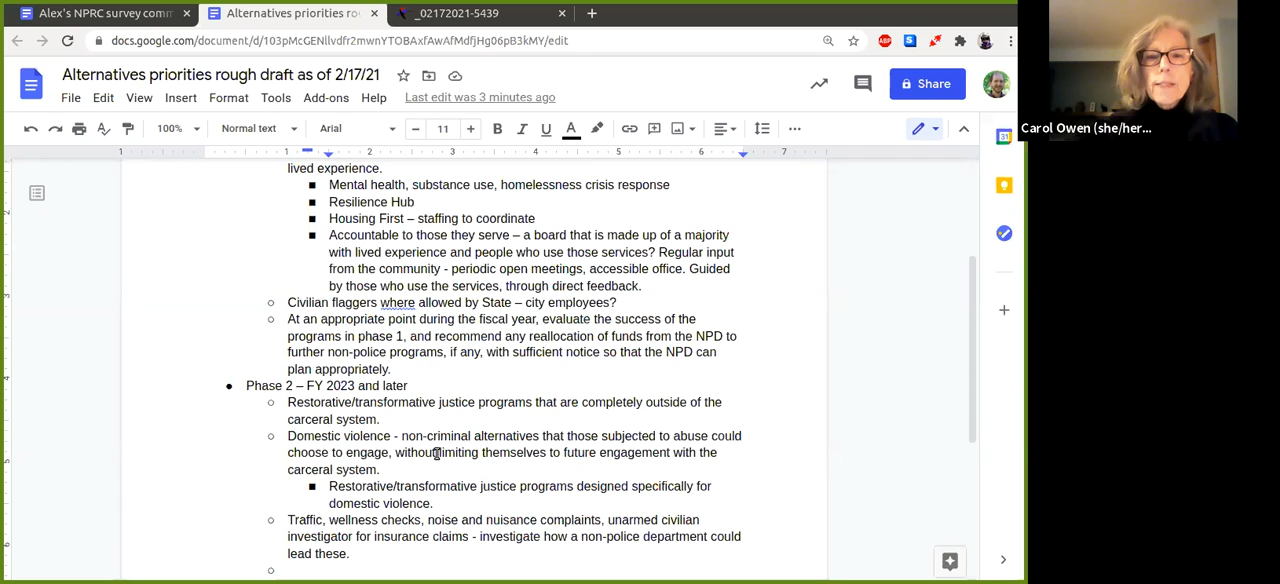 Alex's NPRC survey comm
Alternatives priorities ro
_02172021-5439
docs.google.com/document/d/103pMcGENllvdfr2mwnYTOBAxfAwAfMdfjHg06pB3kMY/edit
ABP
S
Alternatives priorities rough draft as of 2/17/21
File Edit View Insert Format Tools Add-ons Help Last edit was 3 minutes ago
Share
100% Normal text Arial 11 B I U A
1 1 2 3 4 5 6 7
lived experience.
Mental health, substance use, homelessness crisis response
Resilience Hub
Housing First – staffing to coordinate
Accountable to those they serve – a board that is made up of a majority
with lived experience and people who use those services? Regular input
from the community - periodic open meetings, accessible office. Guided
by those who use the services, through direct feedback.
Civilian flaggers where allowed by State – city employees?
At an appropriate point during the fiscal year, evaluate the success of the
programs in phase 1, and recommend any reallocation of funds from the NPD to
further non-police programs, if any, with sufficient notice so that the NPD can
plan appropriately.
Phase 2 – FY 2023 and later
Restorative/transformative justice programs that are completely outside of the
carceral system.
Domestic violence - non-criminal alternatives that those subjected to abuse could
choose to engage, without limiting themselves to future engagement with the
carceral system.
Restorative/transformative justice programs designed specifically for
domestic violence.
Traffic, wellness checks, noise and nuisance complaints, unarmed civilian
investigator for insurance claims - investigate how a non-police department could
lead these.
31
Carol Owen (she/her...